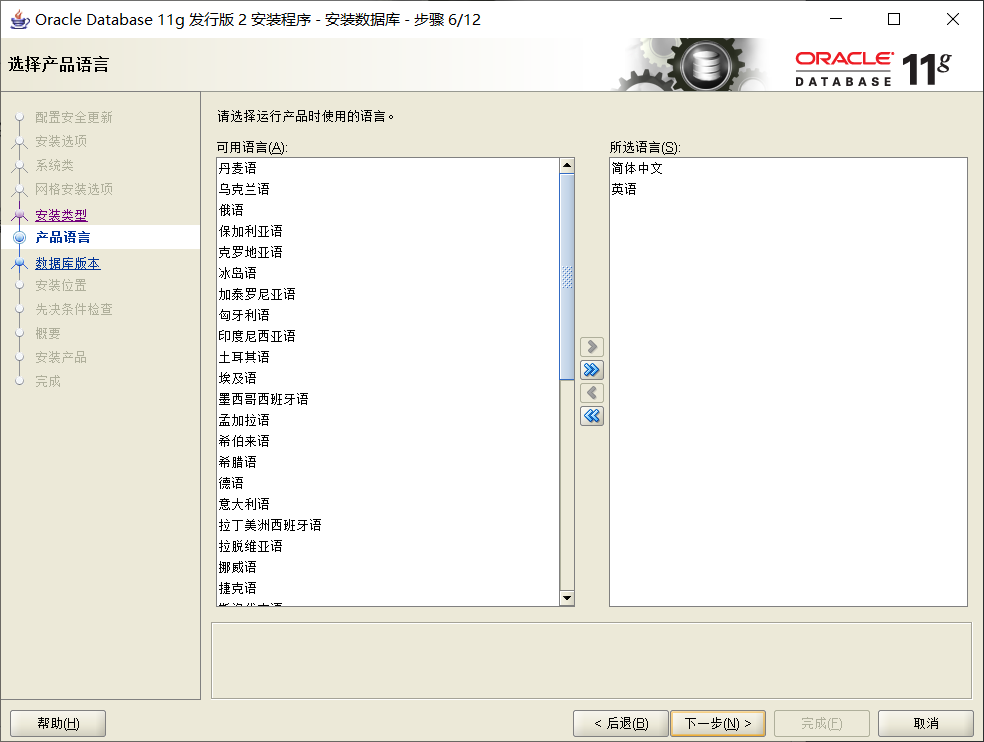 Oracle Database 11g 发行版 2 安装程序 - 安装数据库 - 步骤 6/12
选择产品语言
ORACLE
DATABASE
11g
配置安全更新
安装选项
系统类
网格安装选项
安装类型
产品语言
数据库版本
安装位置
先决条件检查
概要
安装产品
完成
请选择运行产品时使用的语言。
可用语言(A):
丹麦语
乌克兰语
俄语
保加利亚语
克罗地亚语
冰岛语
加泰罗尼亚语
匈牙利语
印度尼西亚语
土耳其语
埃及语
墨西哥西班牙语
孟加拉语
希伯来语
希腊语
德语
意大利语
拉丁美洲西班牙语
拉脱维亚语
挪威语
捷克语
所选语言(S):
简体中文
英语
帮助(H)
< 后退(B)
下一步(N) >
完成(F)
取消